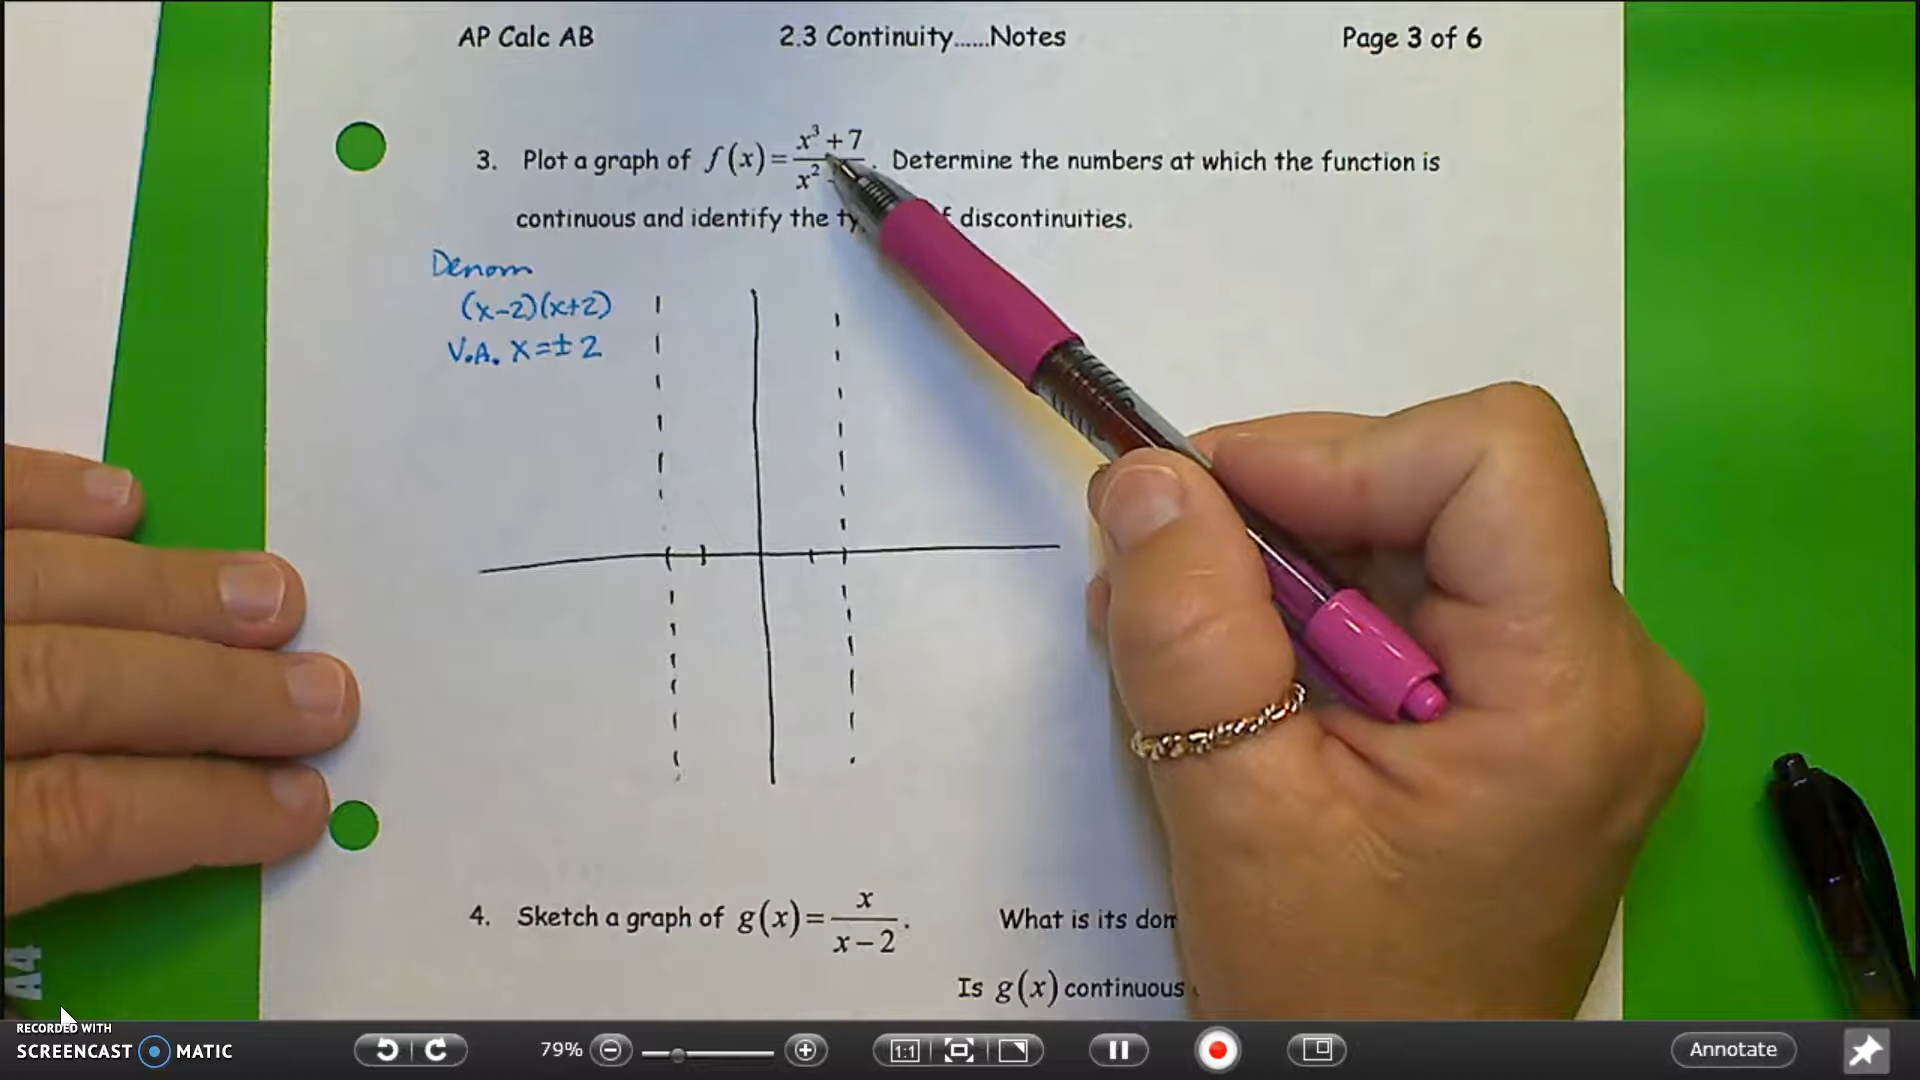 AP Calc AB 2.3 Continuity......Notes Page 3 of 6
3. Plot a graph of f(x)= x³+7 / x² - . Determine the numbers at which the function is
continuous and identify the ty f discontinuities.
Denom
(x-2)(x+2)
V.A. x=±2
4. Sketch a graph of g(x)= x / x-2 . What is its dom
Is g(x) continuous
A4
RECORDED WITH
SCREENCAST MATIC
79%
1:1
Annotate